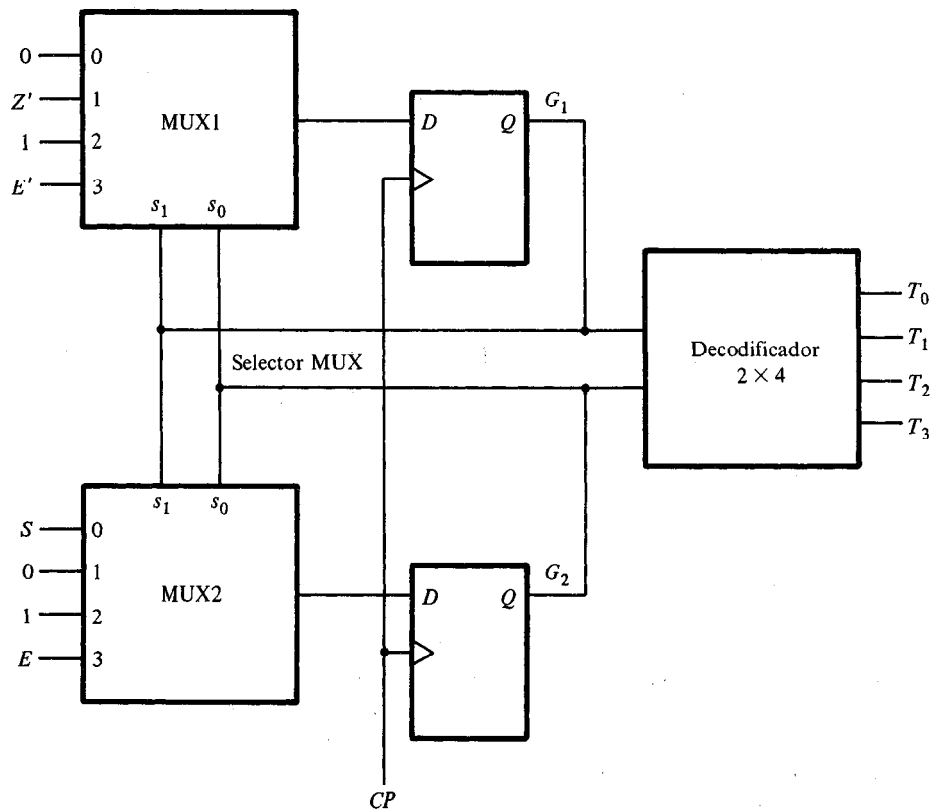 0 0
Z' 1
1 2
E' 3
MUX1
s1 s0
D Q
G1
Selector MUX
Decodificador
2 × 4
T0
T1
T2
T3
s1 s0
S 0
0 1
1 2
E 3
MUX2
D Q
G2
CP